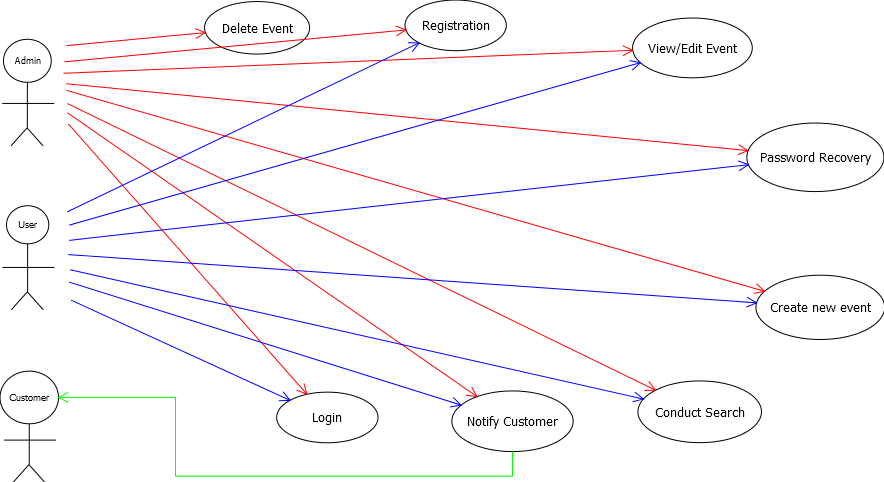 Delete Event
Registration
View/Edit Event
Admin
Password Recovery
User
Create new event
Customer
Login
Notify Customer
Conduct Search